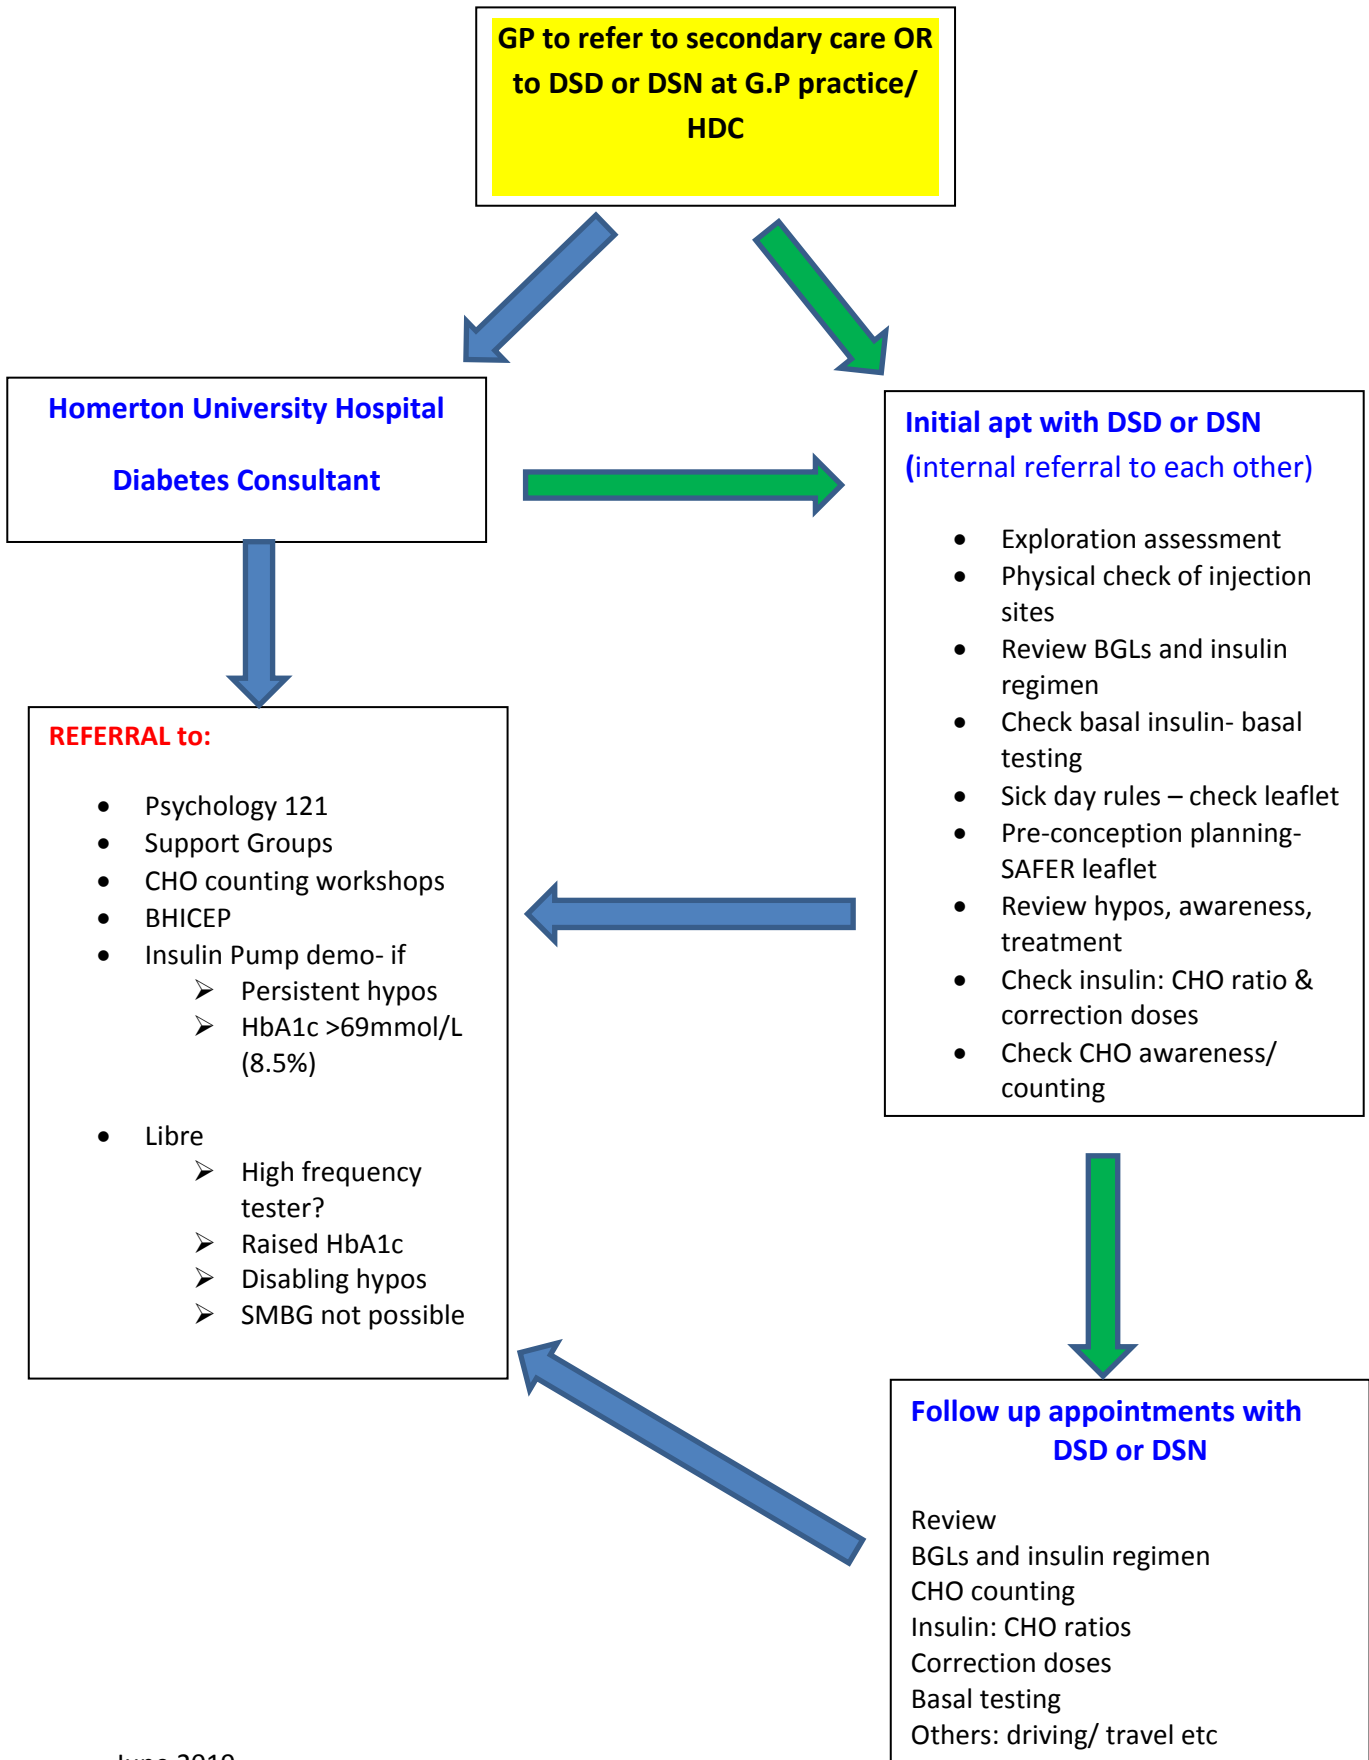 GP to refer to secondary care OR
to DSD or DSN at G.P practice/
HDC
Homerton University Hospital
Diabetes Consultant
Initial apt with DSD or DSN
(internal referral to each other)
• Exploration assessment
• Physical check of injection
sites
• Review BGLs and insulin
regimen
• Check basal insulin- basal
testing
• Sick day rules – check leaflet
• Pre-conception planning-
SAFER leaflet
• Review hypos, awareness,
treatment
• Check insulin: CHO ratio &
correction doses
• Check CHO awareness/
counting
REFERRAL to:
• Psychology 121
• Support Groups
• CHO counting workshops
• BHICEP
• Insulin Pump demo- if
➢ Persistent hypos
➢ HbA1c >69mmol/L
(8.5%)
• Libre
➢ High frequency
tester?
➢ Raised HbA1c
➢ Disabling hypos
➢ SMBG not possible
Follow up appointments with
DSD or DSN
Review
BGLs and insulin regimen
CHO counting
Insulin: CHO ratios
Correction doses
Basal testing
Others: driving/ travel etc